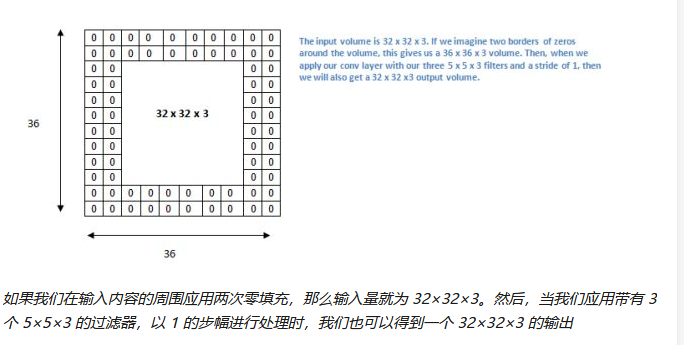 0 0 0 0 0 0 0 0 0 0
0 0 0 0 0 0 0 0 0 0
0 0 0 0
0 0 0 0
0 0 0 0
0 0 0 0
0 0 0 0
0 0 0 0
0 0 0 0
0 0 0 0
0 0 0 0 0 0 0 0 0 0
0 0 0 0 0 0 0 0 0 0
32 x 32 x 3
36
36
The input volume is 32 x 32 x 3. If we imagine two borders of zeros
around the volume, this gives us a 36 x 36 x 3 volume. Then, when we
apply our conv layer with our three 5 x 5 x 3 filters and a stride of 1, then
we will also get a 32 x 32 x3 output volume.
如果我们在输入内容的周围应用两次零填充，那么输入量就为 32×32×3。然后，当我们应用带有 3
个 5×5×3 的过滤器，以 1 的步幅进行处理时，我们也可以得到一个 32×32×3 的输出